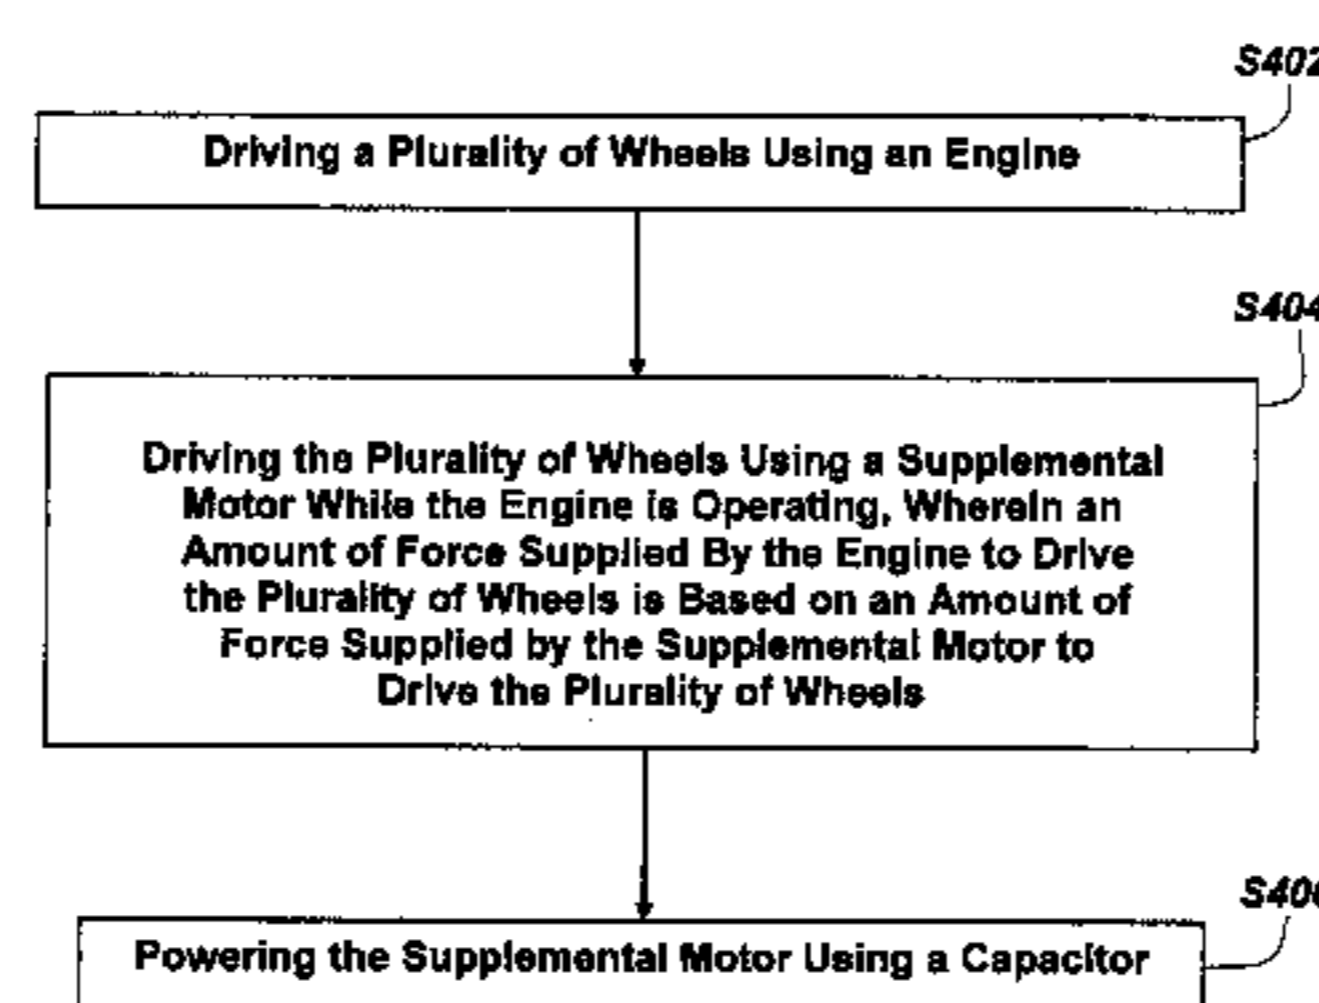 S402
Driving a Plurality of Wheels Using an Engine
S404
Driving the Plurality of Wheels Using a Supplemental
Motor While the Engine is Operating, Wherein an
Amount of Force Supplied By the Engine to Drive
the Plurality of Wheels is Based on an Amount of
Force Supplied by the Supplemental Motor to
Drive the Plurality of Wheels
Powering the Supplemental Motor Using a Capacitor